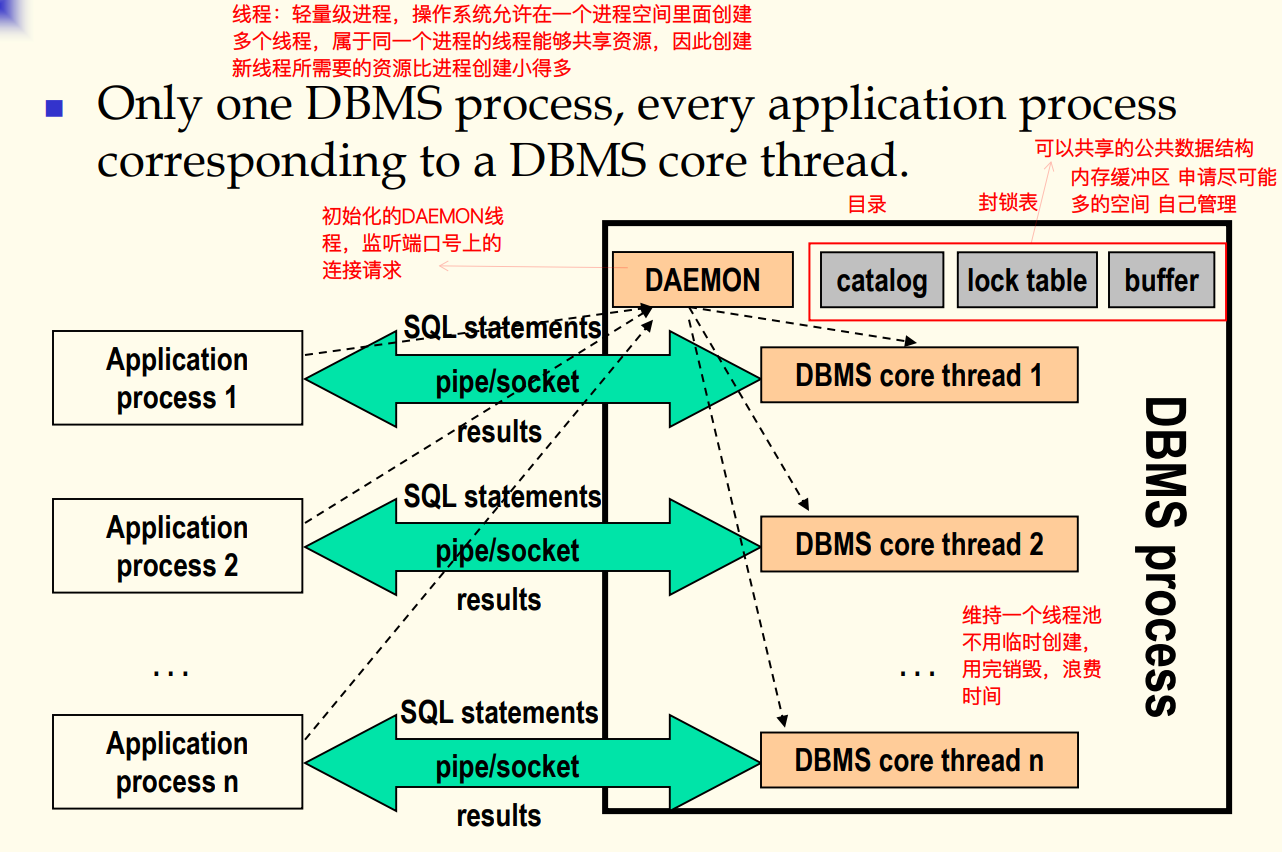 线程：轻量级进程，操作系统允许在一个进程空间里面创建
多个线程，属于同一个进程的线程能够共享资源，因此创建
新线程所需要的资源比进程创建小得多
Only one DBMS process, every application process
corresponding to a DBMS core thread.
可以共享的公共数据结构
内存缓冲区 申请尽可能
多的空间 自己管理
目录
封锁表
初始化的DAEMON线
程，监听端口号上的
连接请求
DAEMON
catalog
lock table
buffer
SQL statements
Application
process 1
pipe/socket
DBMS core thread 1
results
SQL statements
Application
process 2
pipe/socket
DBMS core thread 2
results
DBMS process
维持一个线程池
不用临时创建，
用完销毁，浪费
时间
...
...
SQL statements
Application
process n
pipe/socket
DBMS core thread n
results